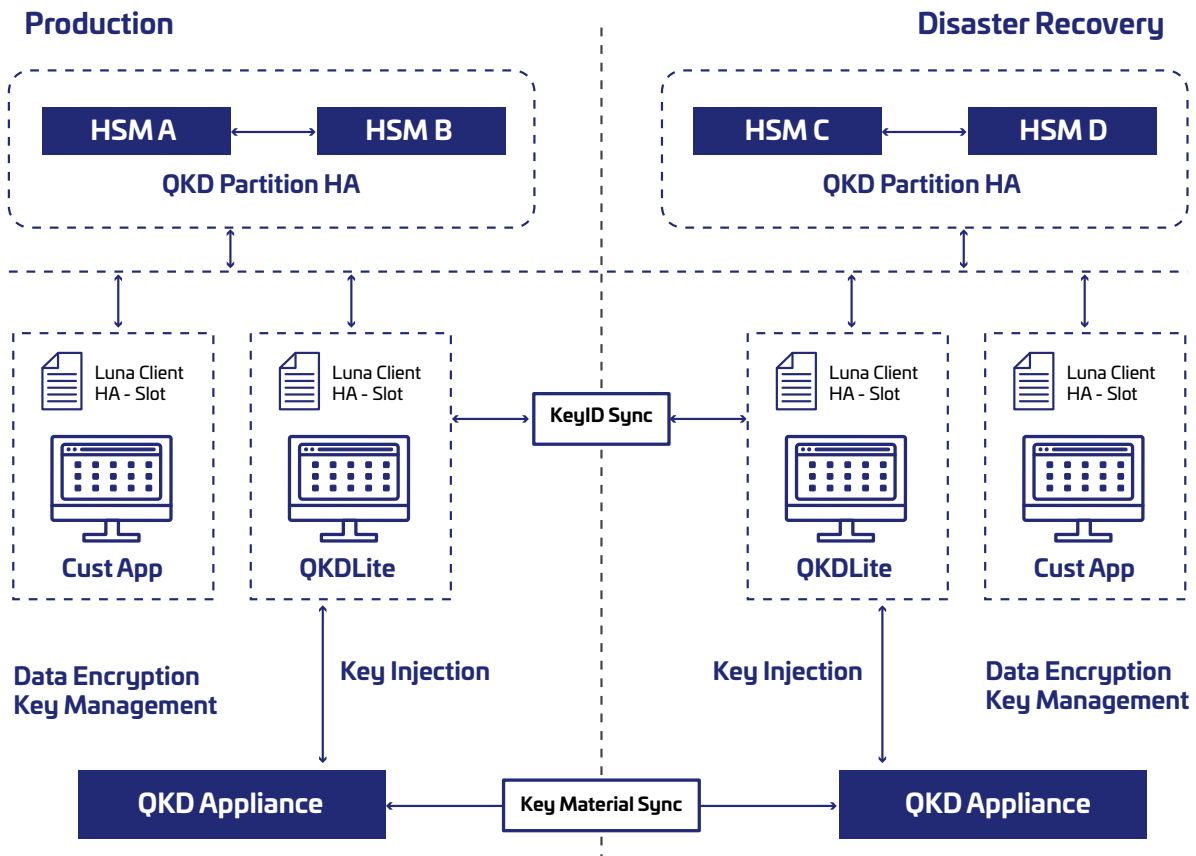 Production
Disaster Recovery
HSM A
HSM B
QKD Partition HA
HSM C
HSM D
QKD Partition HA
Luna Client
HA - Slot
Cust App
Luna Client
HA - Slot
QKDLite
KeyID Sync
Luna Client
HA - Slot
QKDLite
Luna Client
HA - Slot
Cust App
Data Encryption
Key Management
Key Injection
Key Injection
Data Encryption
Key Management
QKD Appliance
Key Material Sync
QKD Appliance